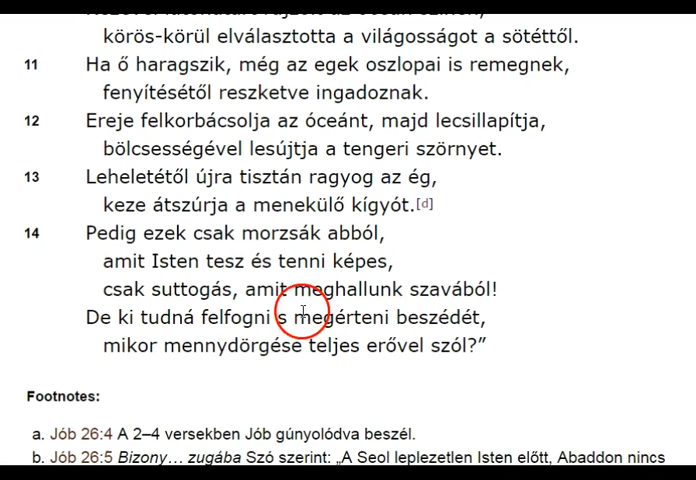 körös-körül elválasztotta a világosságot a sötéttől.
11 Ha ő haragszik, még az egek oszlopai is remegnek,
fenyítésétől reszketve ingadoznak.
12 Ereje felkorbácsolja az óceánt, majd lecsillapítja,
bölcsességével lesújtja a tengeri szörnyet.
13 Leheletétől újra tisztán ragyog az ég,
keze átszúrja a menekülő kígyót.[d]
14 Pedig ezek csak morzsák abból,
amit Isten tesz és tenni képes,
csak suttogás, amit meghallunk szavából!
De ki tudná felfogni s megérteni beszédét,
mikor mennydörgése teljes erővel szól?”
Footnotes:
a. Jób 26:4 A 2–4 versekben Jób gúnyolódva beszél.
b. Jób 26:5 Bizony… zugába Szó szerint: „A Seol leplezetlen Isten előtt, Abaddon nincs